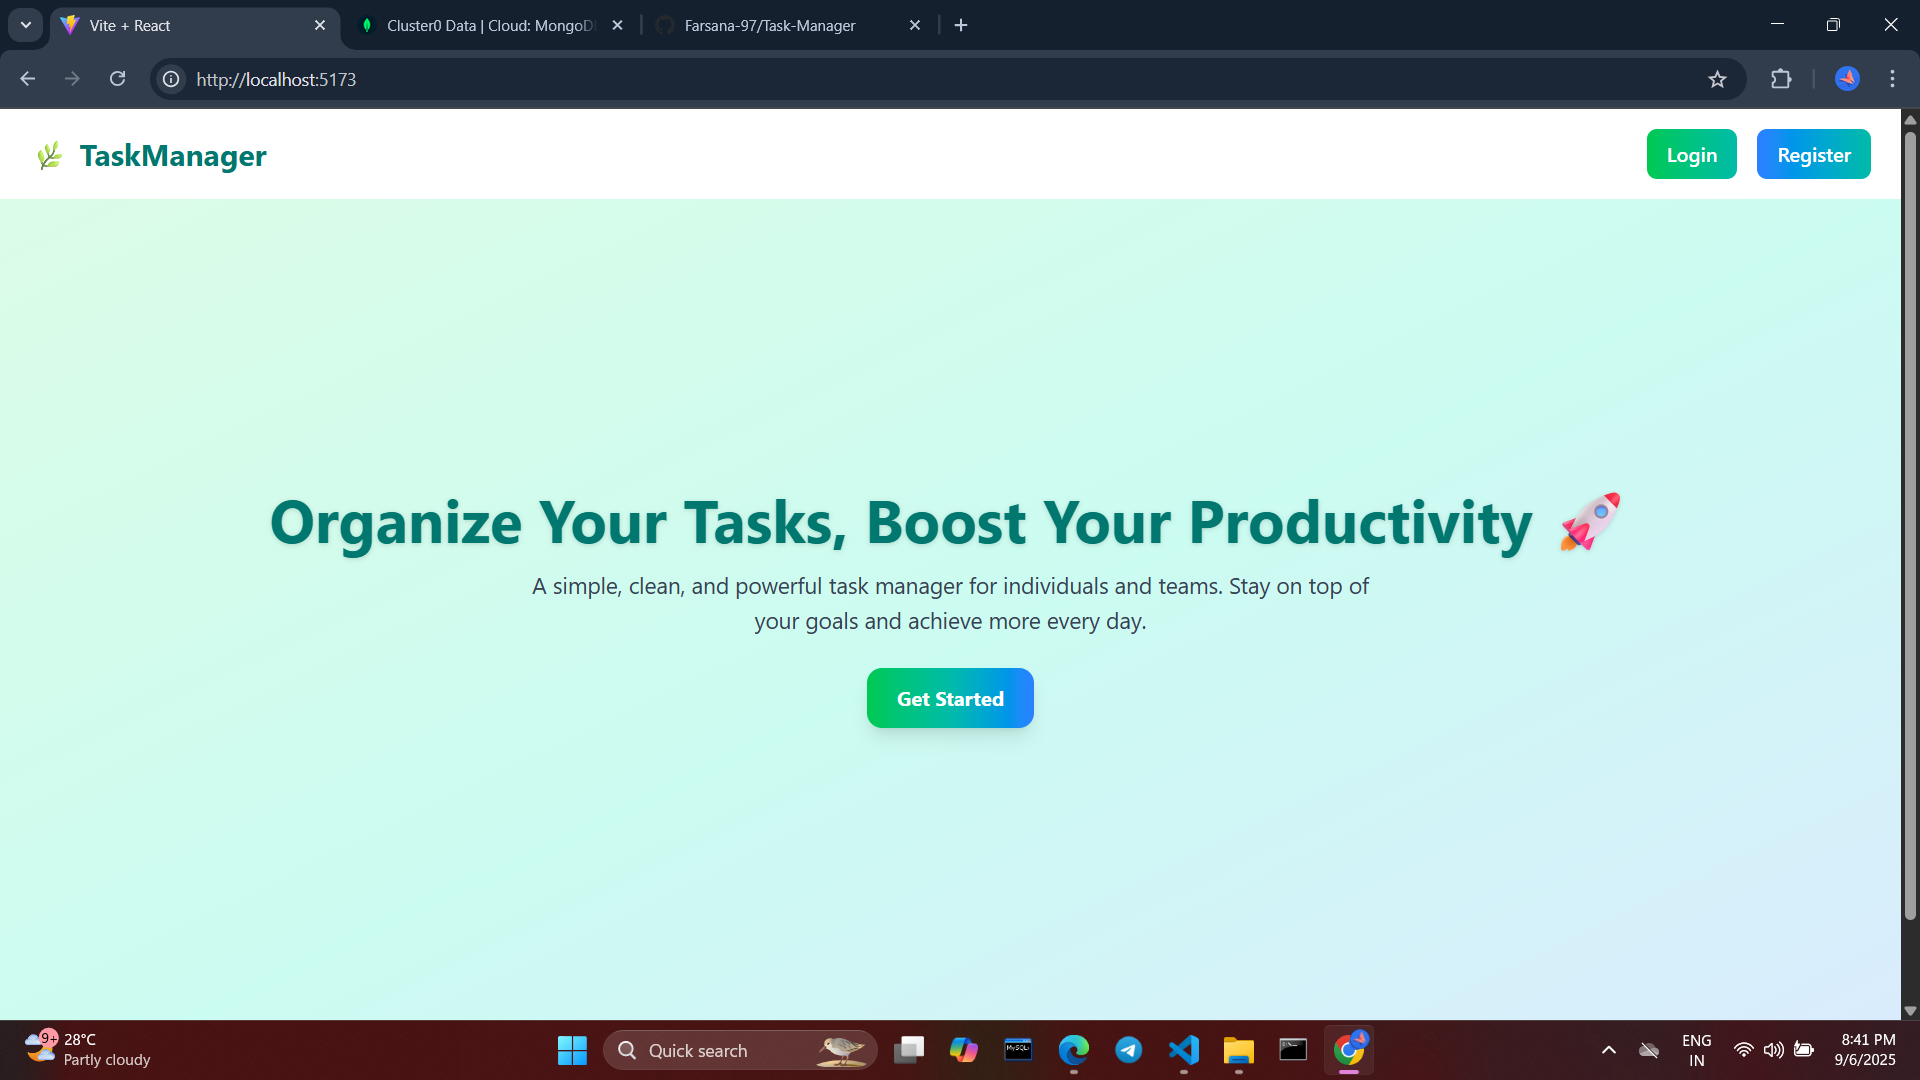 Vite + React
Cluster0 Data | Cloud: MongoD
Farsana-97/Task-Manager
http://localhost:5173
TaskManager
Login
Register
Organize Your Tasks, Boost Your Productivity
A simple, clean, and powerful task manager for individuals and teams. Stay on top of
your goals and achieve more every day.
Get Started
9+
28°C
Partly cloudy
Quick search
MySQL
ENG
IN
8:41 PM
9/6/2025